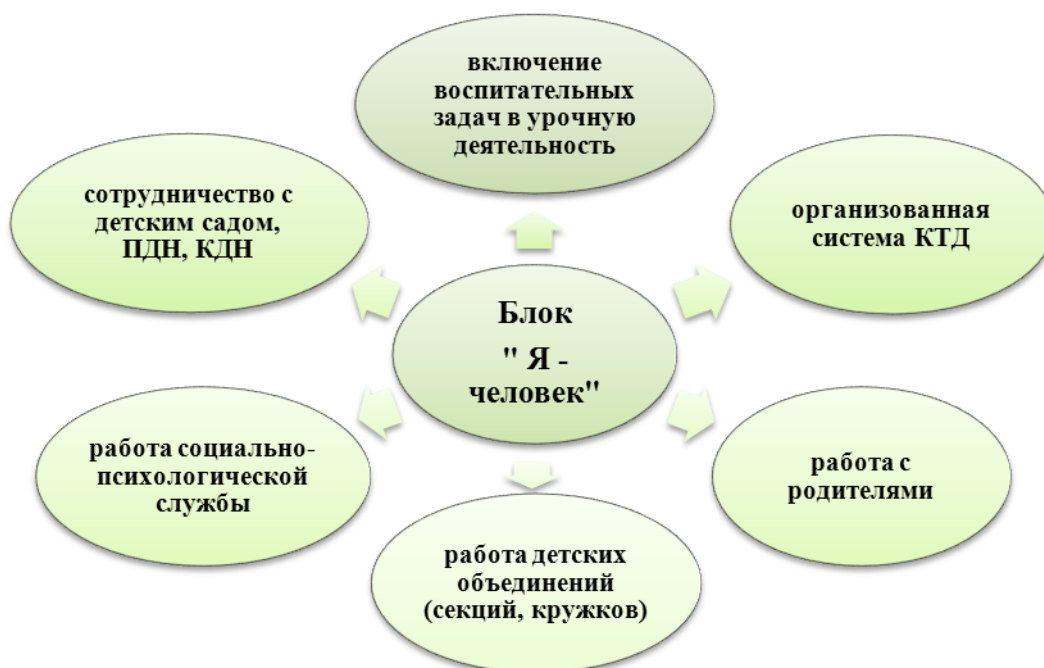 включение
воспитательных
задач в урочную
деятельность
сотрудничество с
детским садом,
ПДН, КДН
организованная
система КТД
Блок
" Я -
человек"
работа социально-
психологической
службы
работа с
родителями
работа детских
объединений
(секций, кружков)